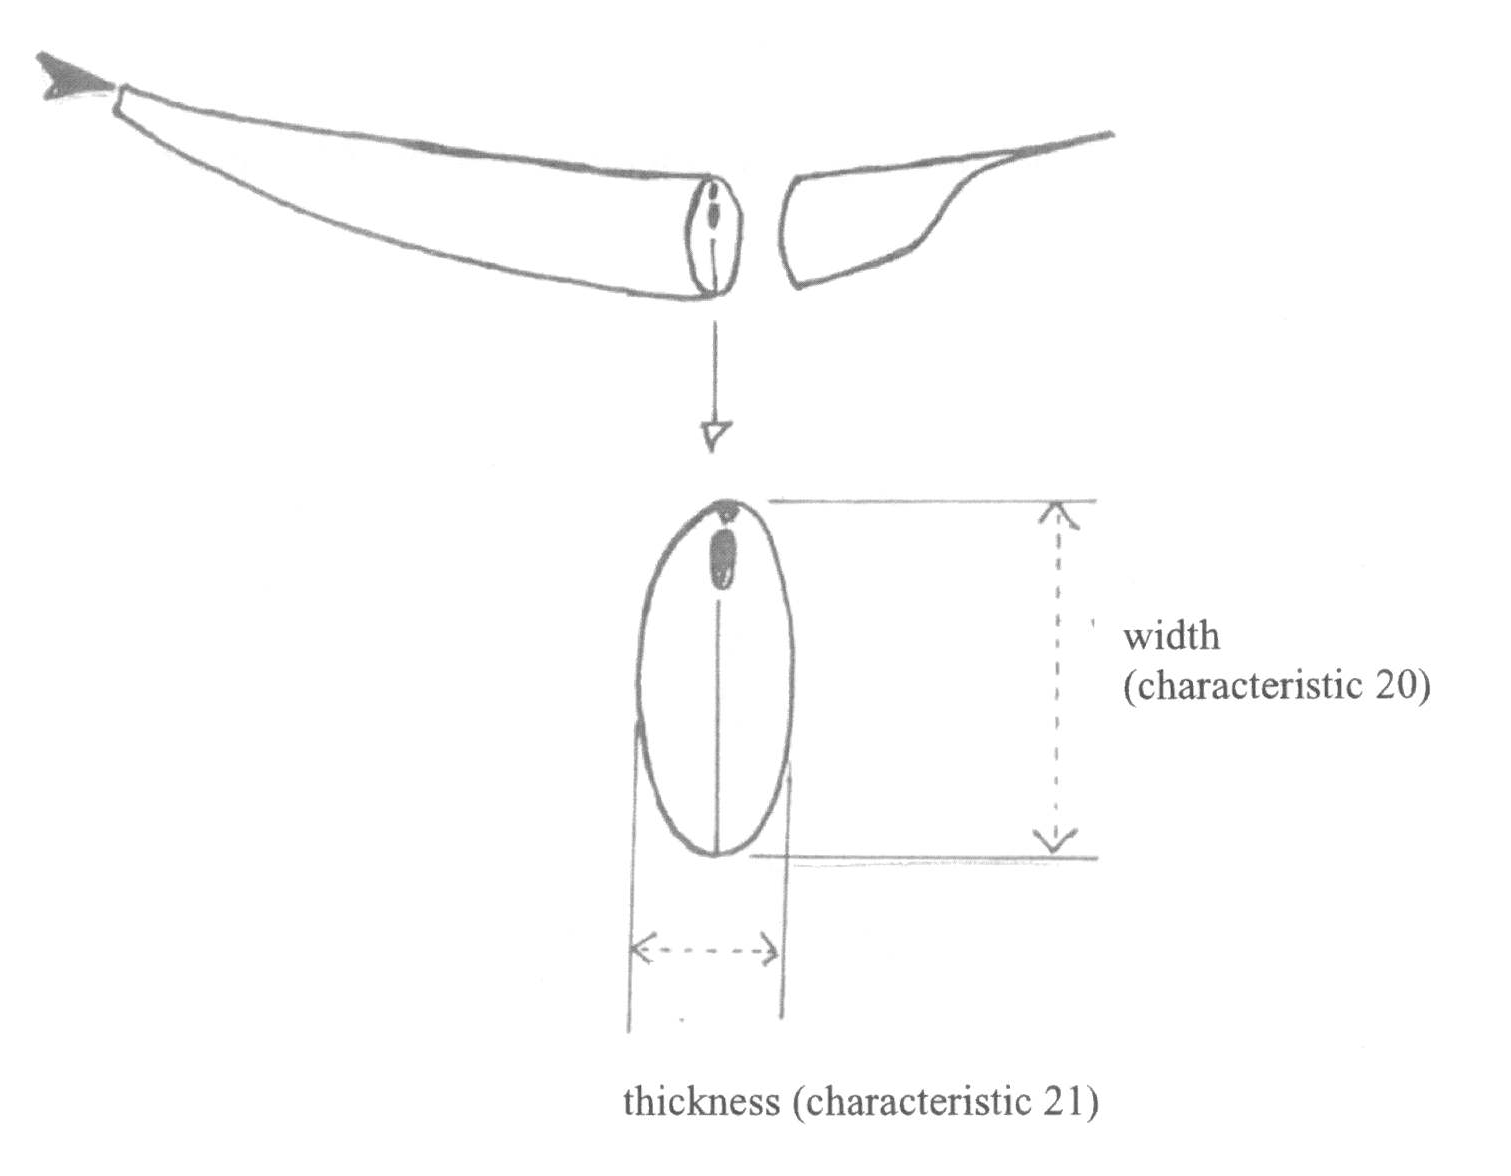 width
(characteristic 20)
thickness (characteristic 21)